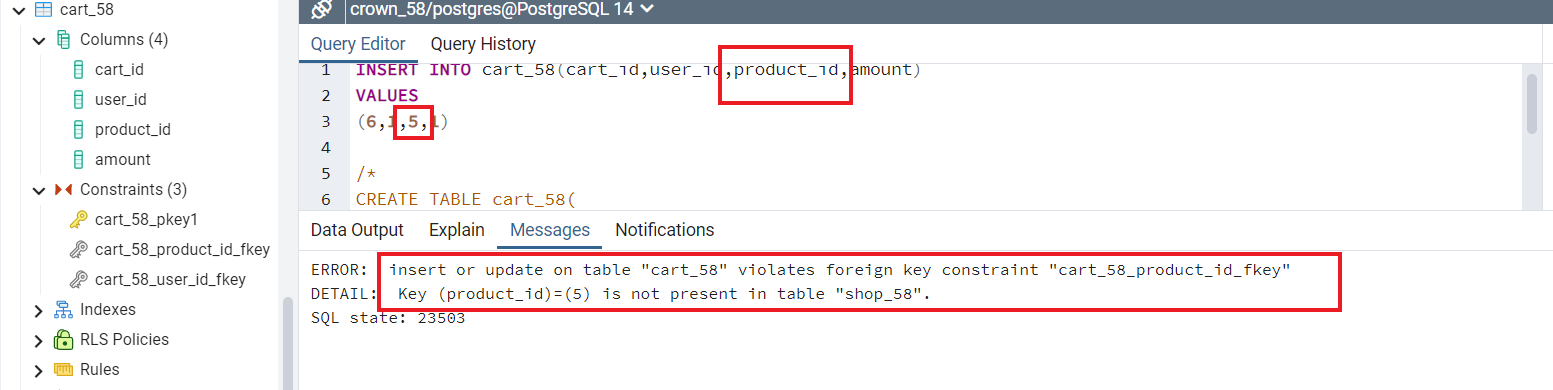 cart_58
Columns (4)
cart_id
user_id
product_id
amount
Constraints (3)
cart_58_pkey1
cart_58_product_id_fkey
cart_58_user_id_fkey
Indexes
RLS Policies
Rules
crown_58/postgres@PostgreSQL 14
Query Editor Query History
1 INSERT INTO cart_58(cart_id,user_id,product_id,amount)
2 VALUES
3 (6,1,5,1)
4
5 /*
6 CREATE TABLE cart_58(
Data Output Explain Messages Notifications
ERROR: insert or update on table "cart_58" violates foreign key constraint "cart_58_product_id_fkey"
DETAIL: Key (product_id)=(5) is not present in table "shop_58".
SQL state: 23503